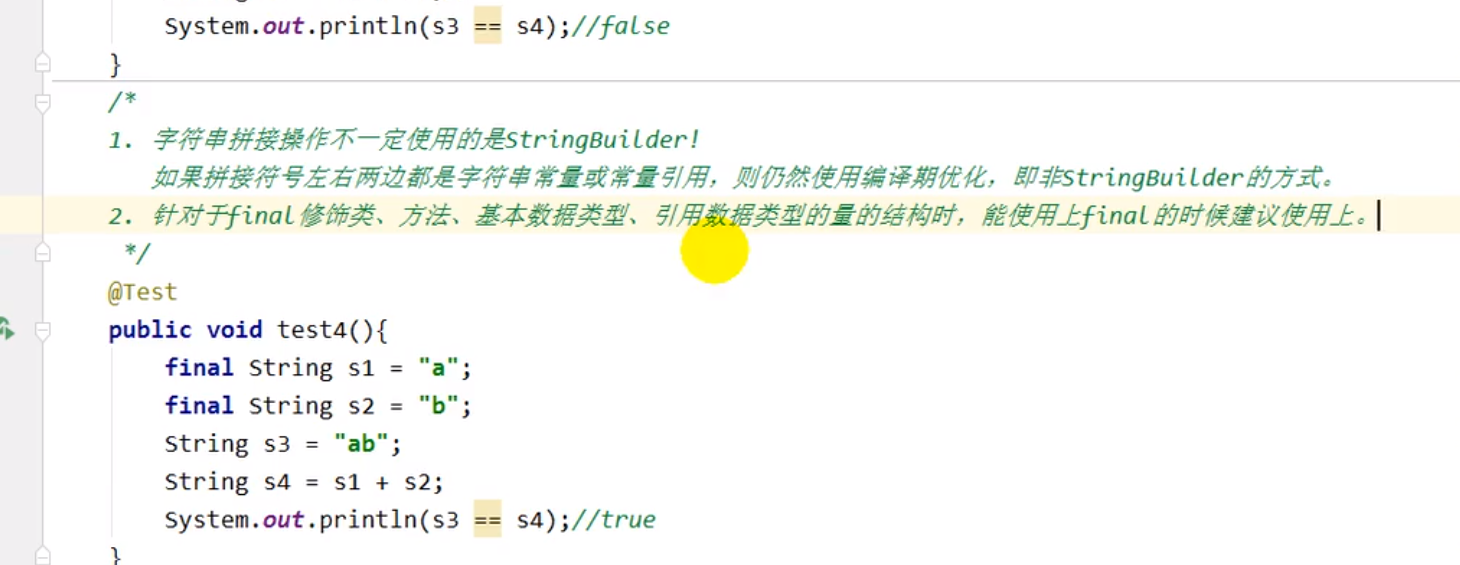 System.out.println(s3 == s4);//false
}
/*
1. 字符串拼接操作不一定使用的是StringBuilder!
如果拼接符号左右两边都是字符串常量或常量引用，则仍然使用编译期优化，即非StringBuilder的方式。
2. 针对于final修饰类、方法、基本数据类型、引用数据类型的量的结构时，能使用上final的时候建议使用上。
*/
@Test
public void test4(){
final String s1 = "a";
final String s2 = "b";
String s3 = "ab";
String s4 = s1 + s2;
System.out.println(s3 == s4);//true
}